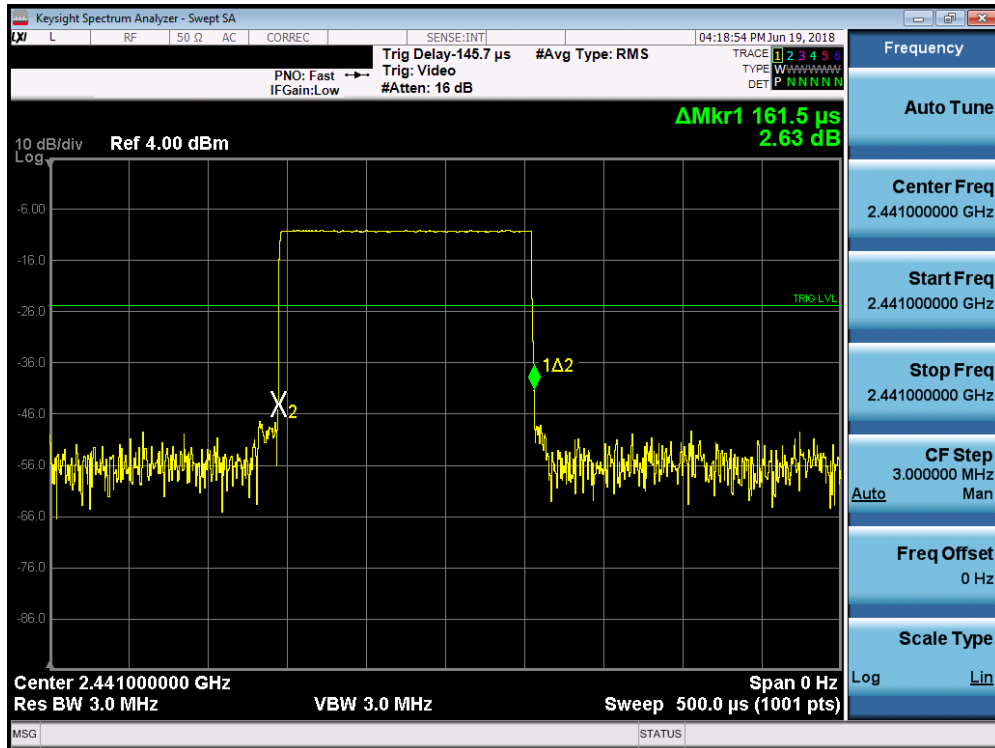 Keysight Spectrum Analyzer - Swept SA
LXI L RF 50 Ω AC CORREC SENSE:INT 04:18:54 PM Jun 19, 2018
Trig Delay-145.7 μs #Avg Type: RMS TRACE 1 2 3 4 5 6
PNO: Fast Trig: Video TYPE WWWWWW
IFGain:Low #Atten: 16 dB DET P N N N N N
ΔMkr1 161.5 μs
2.63 dB
10 dB/div Ref 4.00 dBm
Log
-6.00
-16.0
TRIG LVL
-26.0
-36.0
1Δ2
2
-46.0
-56.0
-66.0
-76.0
-86.0
Center 2.441000000 GHz Span 0 Hz
Res BW 3.0 MHz VBW 3.0 MHz Sweep 500.0 μs (1001 pts)
MSG STATUS
Frequency
Auto Tune
Center Freq
2.441000000 GHz
Start Freq
2.441000000 GHz
Stop Freq
2.441000000 GHz
CF Step
3.000000 MHz
Auto Man
Freq Offset
0 Hz
Scale Type
Log Lin